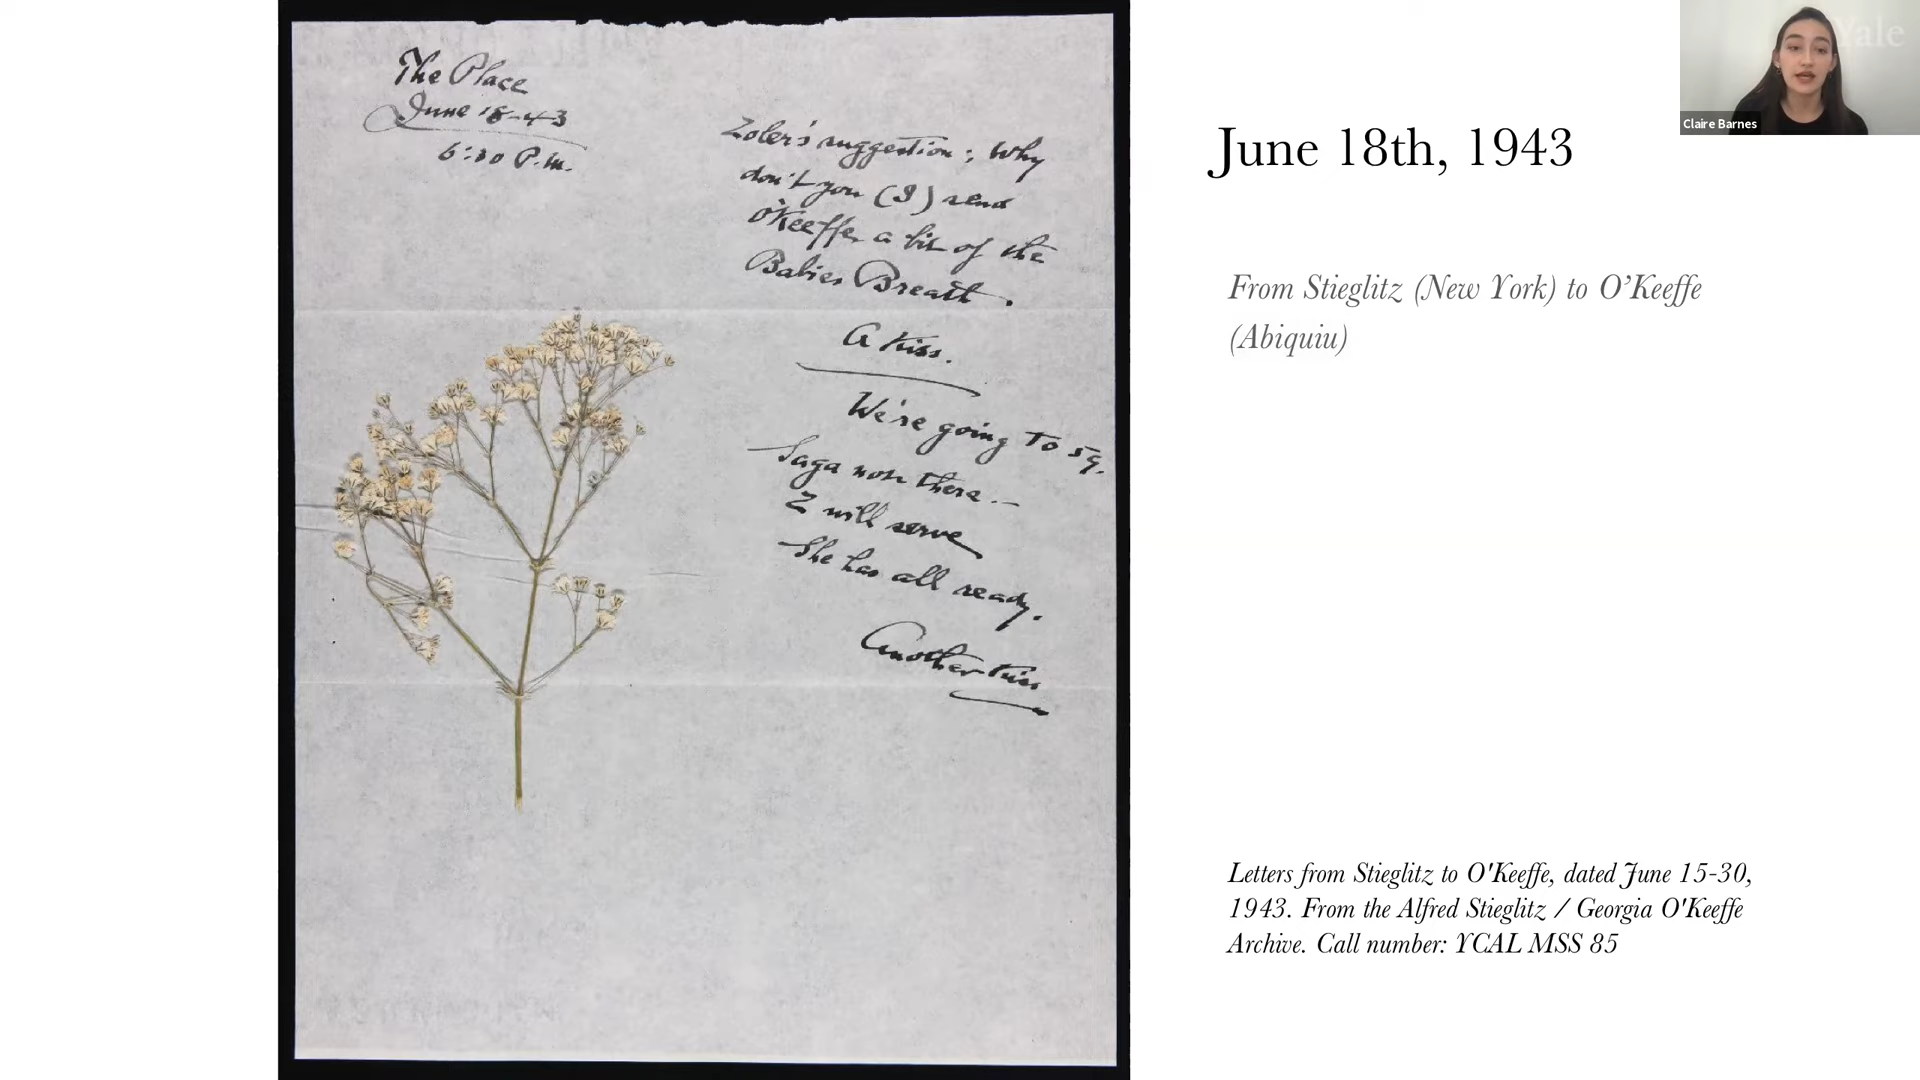 The Place
June 18-43
6:30 P.M.
Zoler's suggestion: Why
don't you (I) send
O'Keeffe a bit of the
Babies Breath.
A Kiss.
We're going to 59.
Saga now there.—
Z will serve
She has all ready.
Another Kiss
June 18th, 1943
From Stieglitz (New York) to O’Keeffe
(Abiquiu)
Letters from Stieglitz to O'Keeffe, dated June 15-30,
1943. From the Alfred Stieglitz / Georgia O'Keeffe
Archive. Call number: YCAL MSS 85
Yale
Claire Barnes